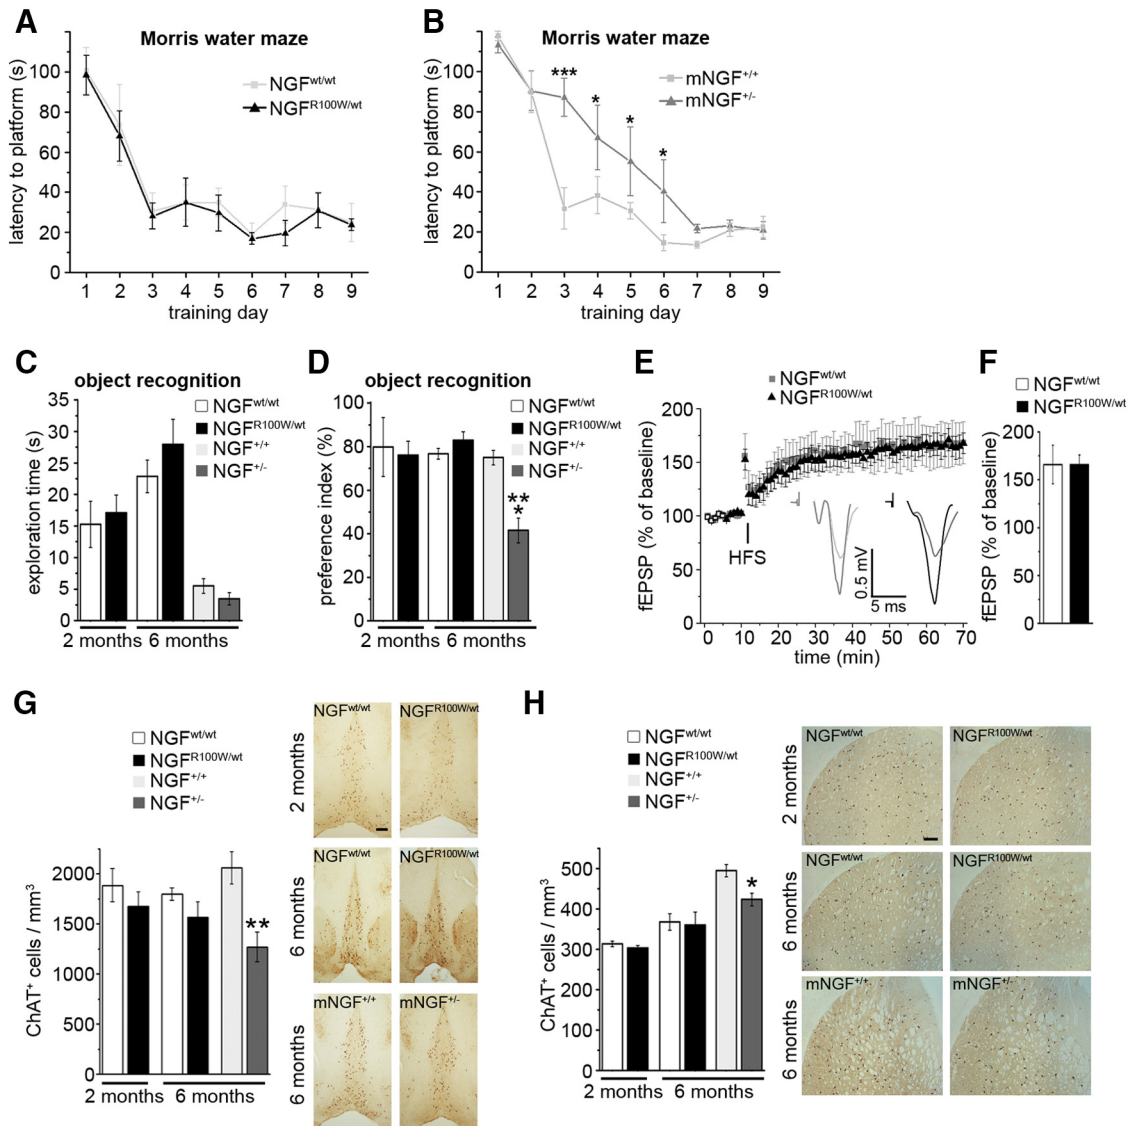 A
Morris water maze
NGFwt/wt
NGFR100W/wt
latency to platform (s)
100
80
60
40
20
0
1 2 3 4 5 6 7 8 9
training day
B
Morris water maze
mNGF+/+
mNGF+/-
*** * * *
latency to platform (s)
100
80
60
40
20
0
1 2 3 4 5 6 7 8 9
training day
C
object recognition
NGFwt/wt
NGFR100W/wt
NGF+/+
NGF+/-
exploration time (s)
35
30
25
20
15
10
5
0
2 months 6 months
D
object recognition
NGFwt/wt
NGFR100W/wt
NGF+/+
NGF+/-
**
*
preference index (%)
100
80
60
40
20
0
2 months 6 months
E
NGFwt/wt
NGFR100W/wt
fEPSP (% of baseline)
200
150
100
50
0
HFS
0.5 mV
5 ms
0 10 20 30 40 50 60 70
time (min)
F
NGFwt/wt
NGFR100W/wt
fEPSP (% of baseline)
200
150
100
50
0
G
NGFwt/wt
NGFR100W/wt
NGF+/+
NGF+/-
ChAT+ cells / mm3
2000
1500
1000
500
0
**
2 months 6 months
2 months
NGFwt/wt NGFR100W/wt
6 months
NGFwt/wt NGFR100W/wt
6 months
mNGF+/+ mNGF+/-
H
NGFwt/wt
NGFR100W/wt
NGF+/+
NGF+/-
ChAT+ cells / mm3
500
400
300
200
100
0
*
2 months 6 months
2 months
NGFwt/wt NGFR100W/wt
6 months
NGFwt/wt NGFR100W/wt
6 months
mNGF+/+ mNGF+/-